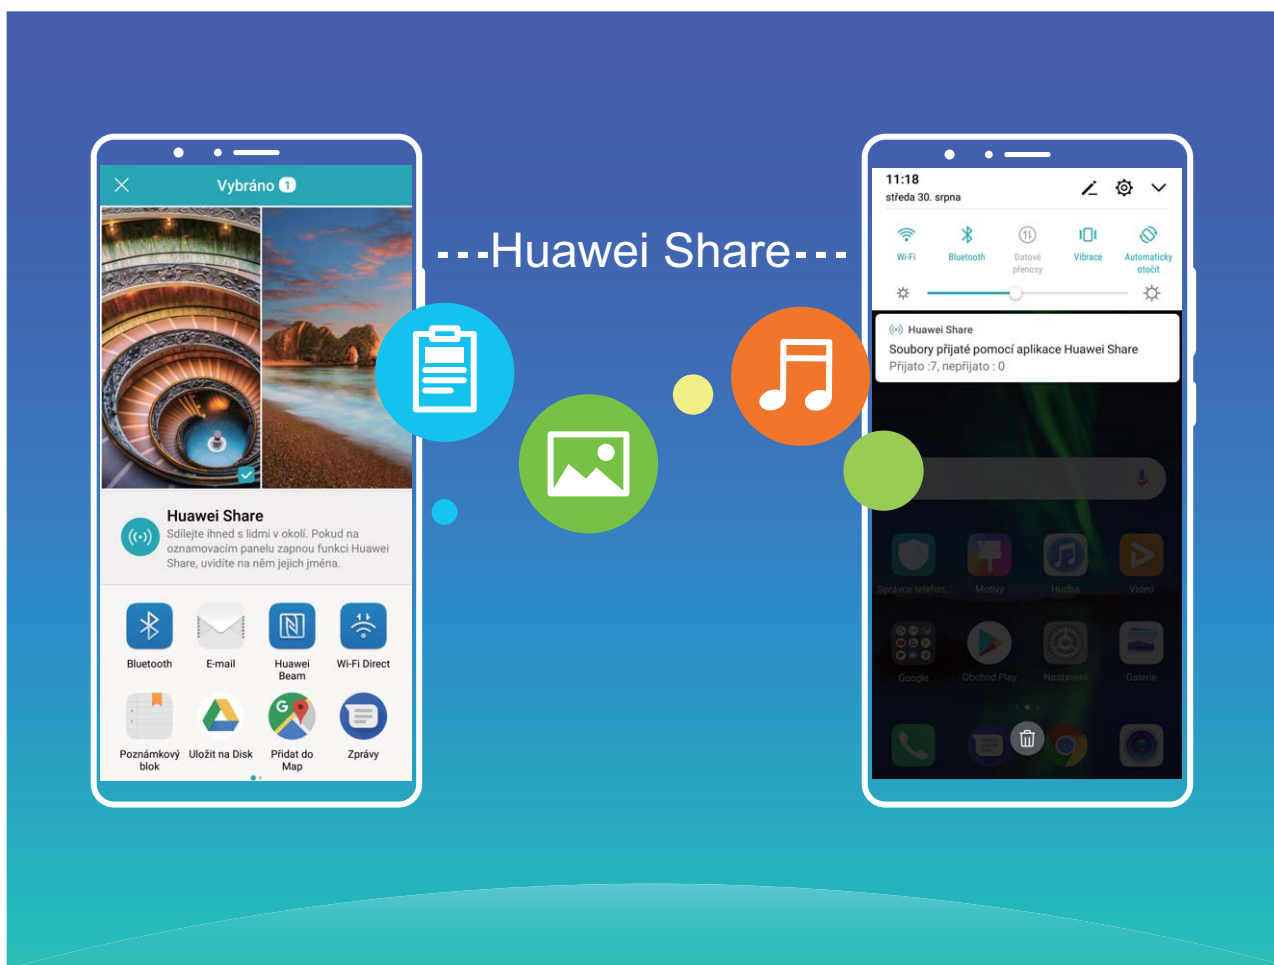 Vybráno 1
---Huawei Share---
Huawei Share
Sdílejte ihned s lidmi v okolí. Pokud na
oznamovacím panelu zapnou funkci Huawei
Share, uvidíte na něm jejich jména.
Bluetooth
E-mail
Huawei
Beam
Wi-Fi Direct
Poznámkový
blok
Uložit na Disk
Přidat do
Map
Zprávy
11:18
středa 30. srpna
Wi-Fi
Bluetooth
Datové
přenosy
Vibrace
Automaticky
otočit
Huawei Share
Soubory přijaté pomocí aplikace Huawei Share
Přijato :7, nepřijato : 0
Správce telefon..
Motivy
Hudba
Video
Google
Obchod Play
Nastavení
Galerie